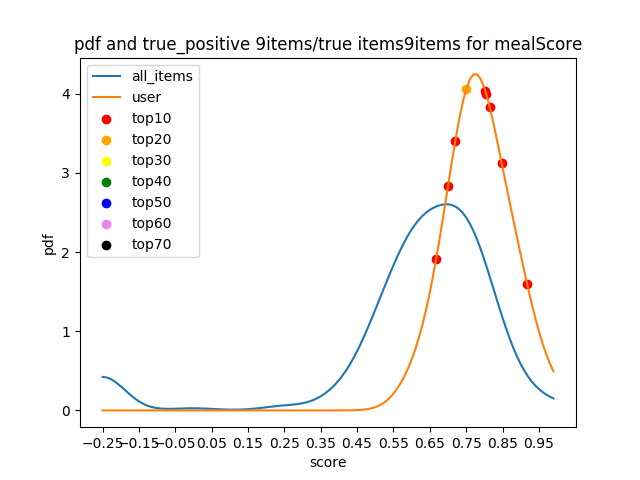 pdf and true_positive 9items/true items9items for mealScore
all_items
user
top10
top20
top30
top40
top50
top60
top70
pdf
4
3
2
1
0
−0.25 −0.15 −0.05 0.05 0.15 0.25 0.35 0.45 0.55 0.65 0.75 0.85 0.95
score